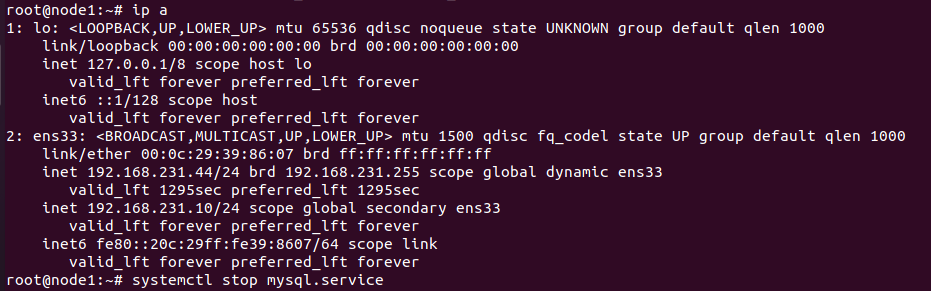 root@node1:~# ip a
1: lo: <LOOPBACK,UP,LOWER_UP> mtu 65536 qdisc noqueue state UNKNOWN group default qlen 1000
    link/loopback 00:00:00:00:00:00 brd 00:00:00:00:00:00
    inet 127.0.0.1/8 scope host lo
       valid_lft forever preferred_lft forever
    inet6 ::1/128 scope host
       valid_lft forever preferred_lft forever
2: ens33: <BROADCAST,MULTICAST,UP,LOWER_UP> mtu 1500 qdisc fq_codel state UP group default qlen 1000
    link/ether 00:0c:29:39:86:07 brd ff:ff:ff:ff:ff:ff
    inet 192.168.231.44/24 brd 192.168.231.255 scope global dynamic ens33
       valid_lft 1295sec preferred_lft 1295sec
    inet 192.168.231.10/24 scope global secondary ens33
       valid_lft forever preferred_lft forever
    inet6 fe80::20c:29ff:fe39:8607/64 scope link
       valid_lft forever preferred_lft forever
root@node1:~# systemctl stop mysql.service